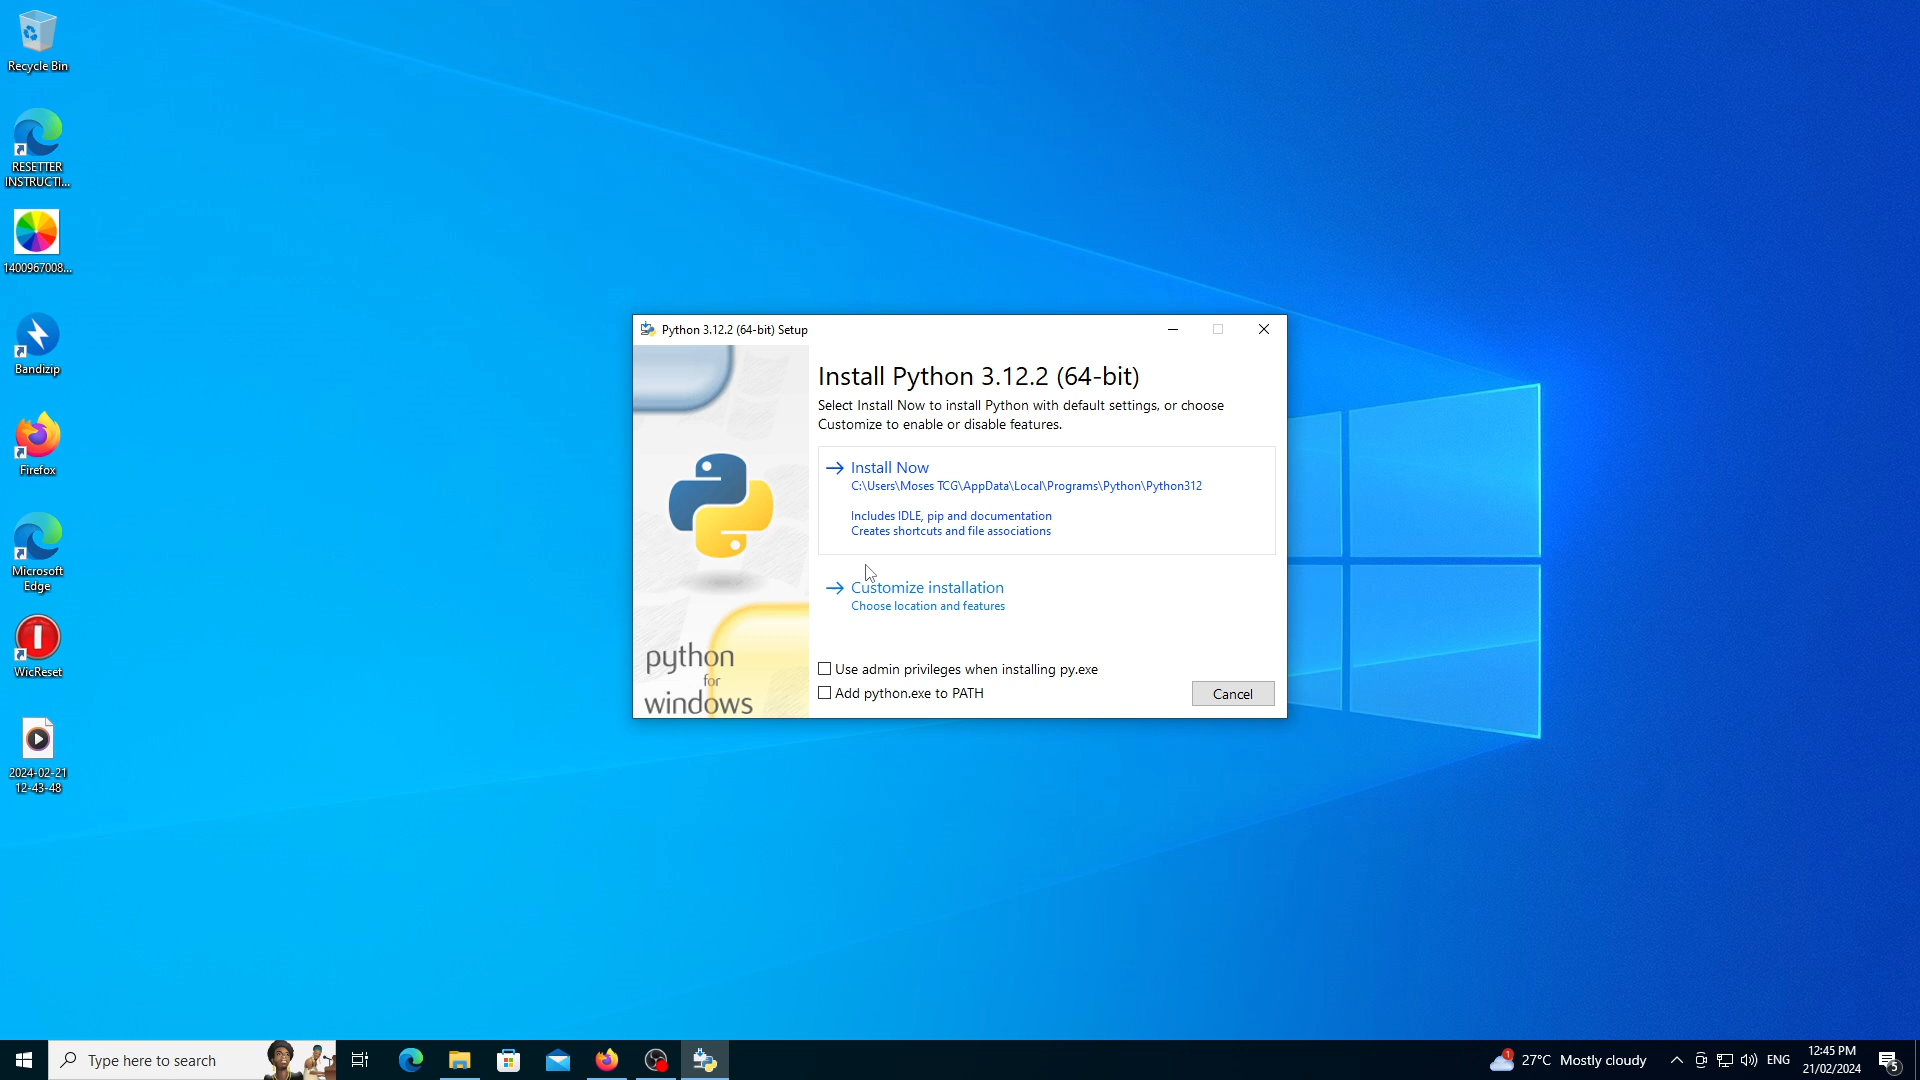 Recycle Bin
RESETTER
INSTRUCTI...
1400967008...
Bandizip
Firefox
Microsoft
Edge
WicReset
2024-02-21
12-43-48
Python 3.12.2 (64-bit) Setup
Install Python 3.12.2 (64-bit)
Select Install Now to install Python with default settings, or choose
Customize to enable or disable features.
Install Now
C:\Users\Moses TCG\AppData\Local\Programs\Python\Python312
Includes IDLE, pip and documentation
Creates shortcuts and file associations
Customize installation
Choose location and features
Use admin privileges when installing py.exe
Add python.exe to PATH
Cancel
python
for
windows
Type here to search
1
27°C Mostly cloudy
ENG
12:45 PM
21/02/2024
5